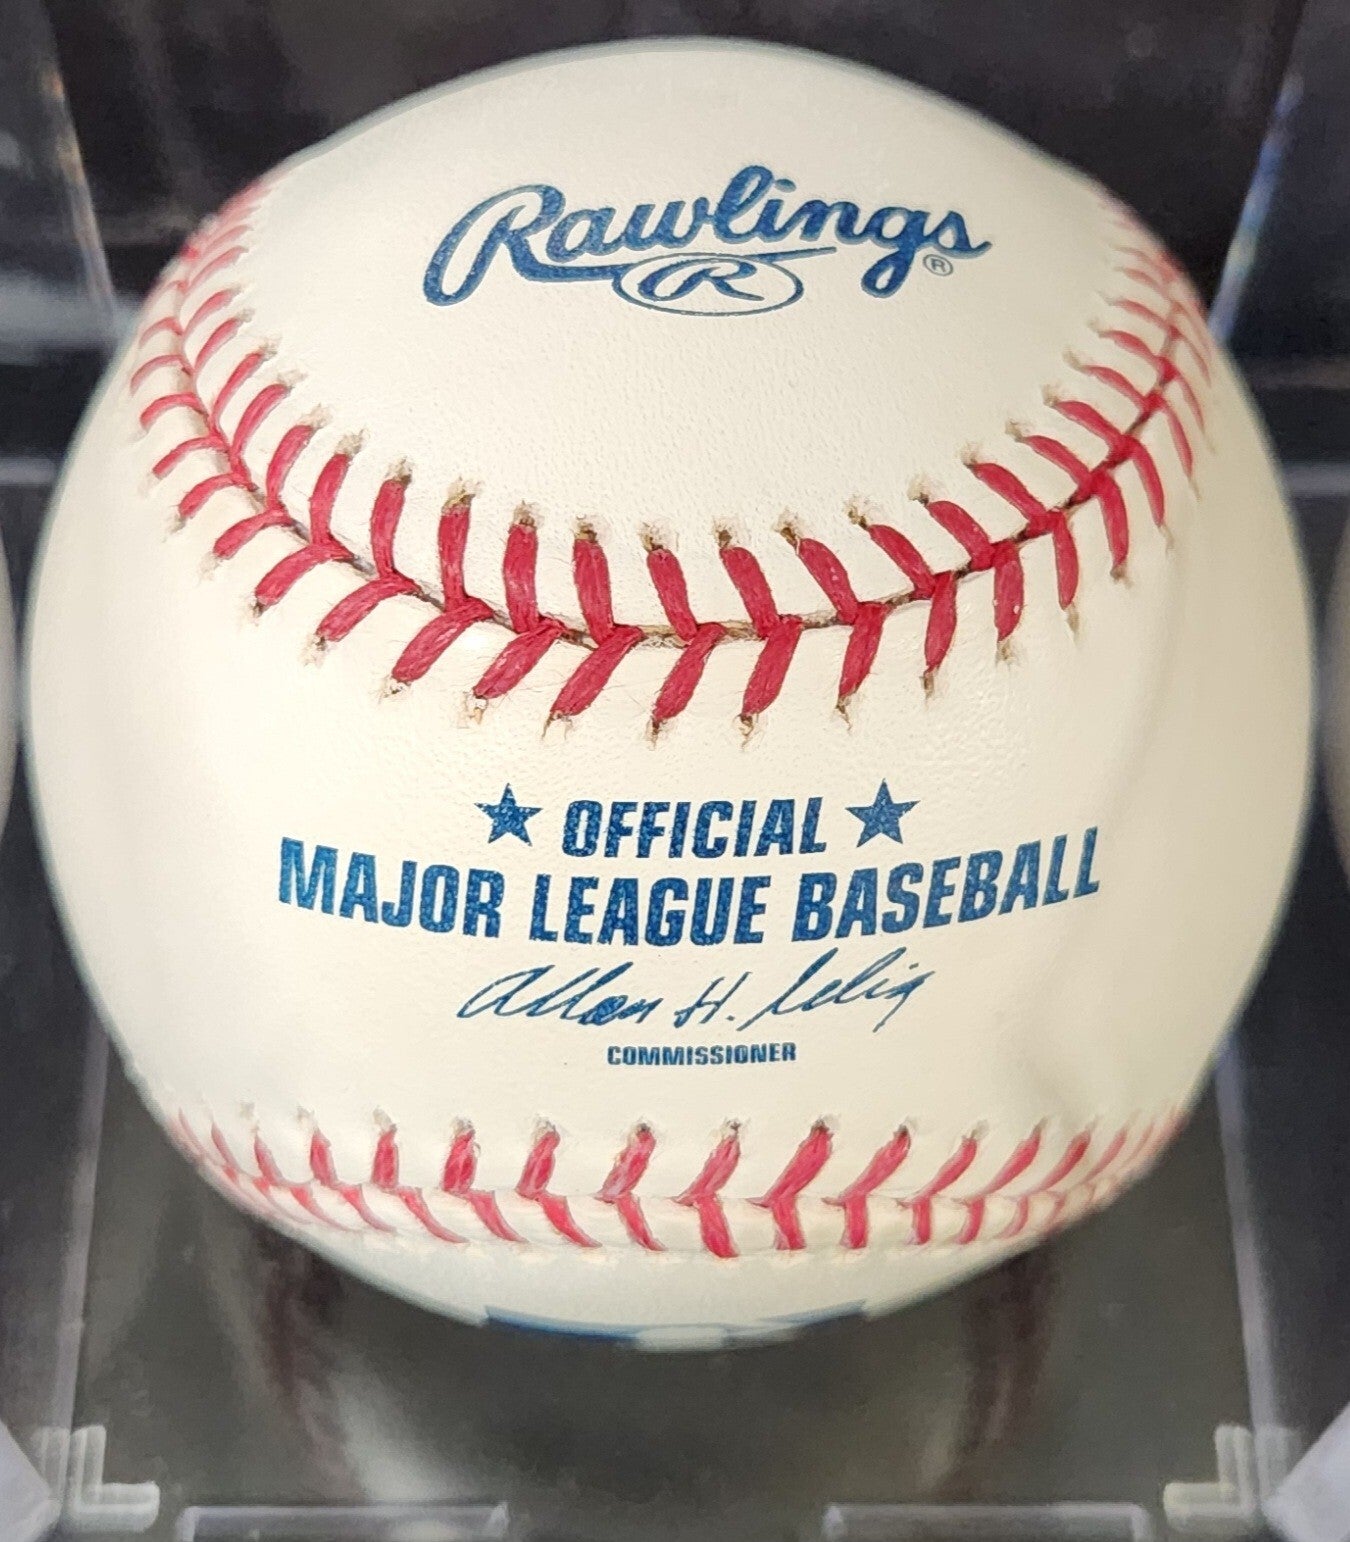 Rawlings
R ®
★ OFFICIAL ★
MAJOR LEAGUE BASEBALL
Allan H. Selig
COMMISSIONER